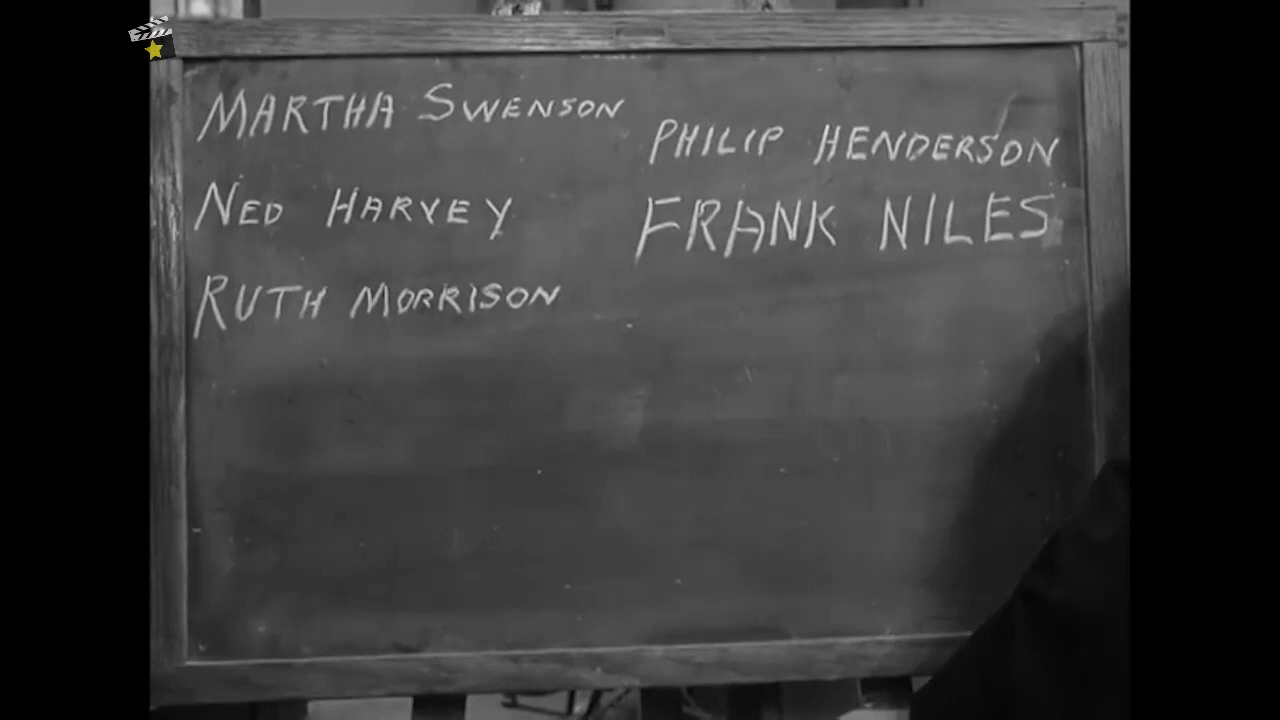 MARTHA SWENSON
NED HARVEY
RUTH MORRISON
PHILIP HENDERSON
FRANK NILES